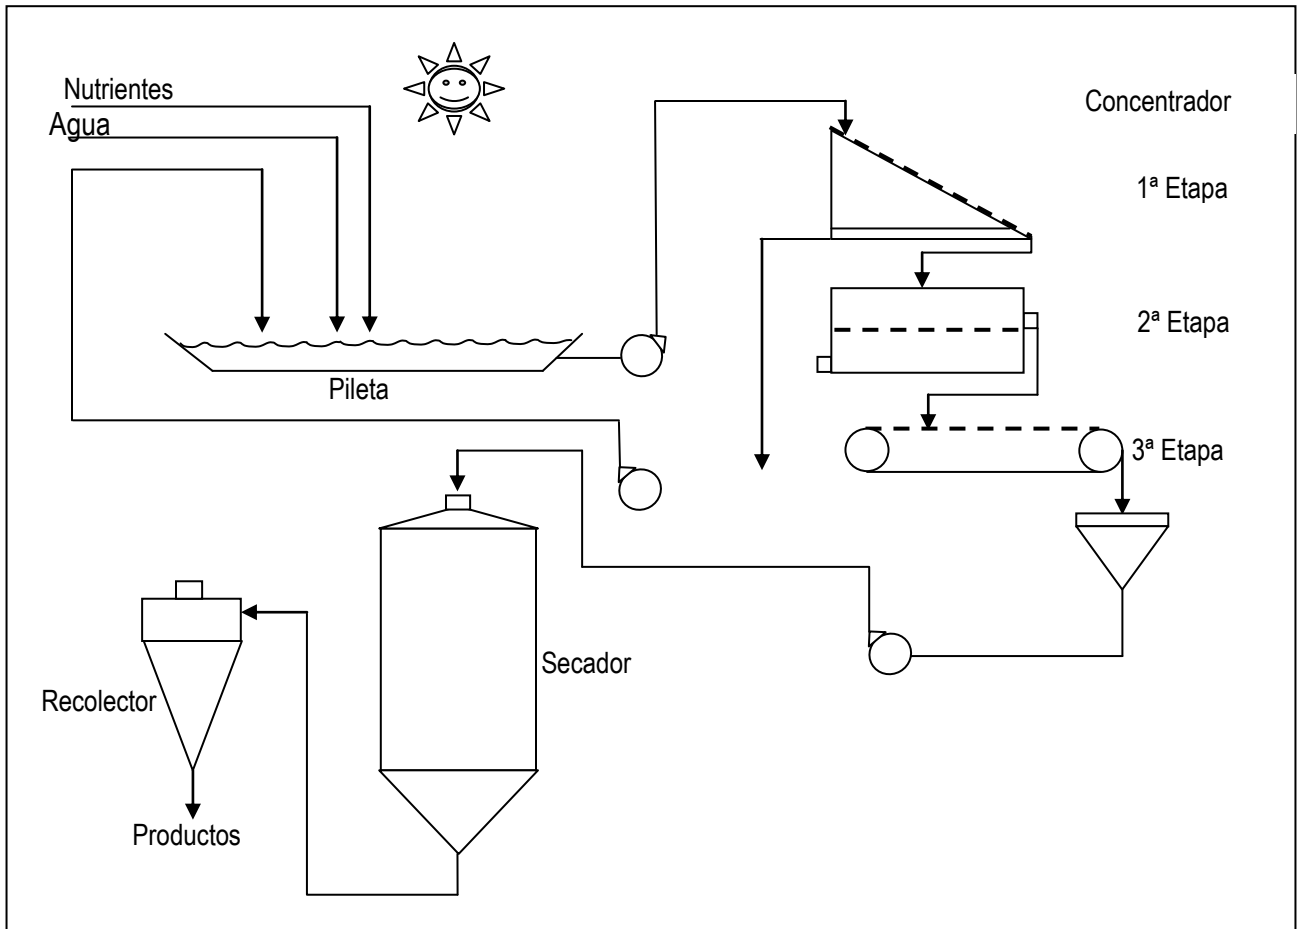 Nutrientes
Agua
Concentrador
1ª Etapa
2ª Etapa
Pileta
3ª Etapa
Secador
Recolector
Productos